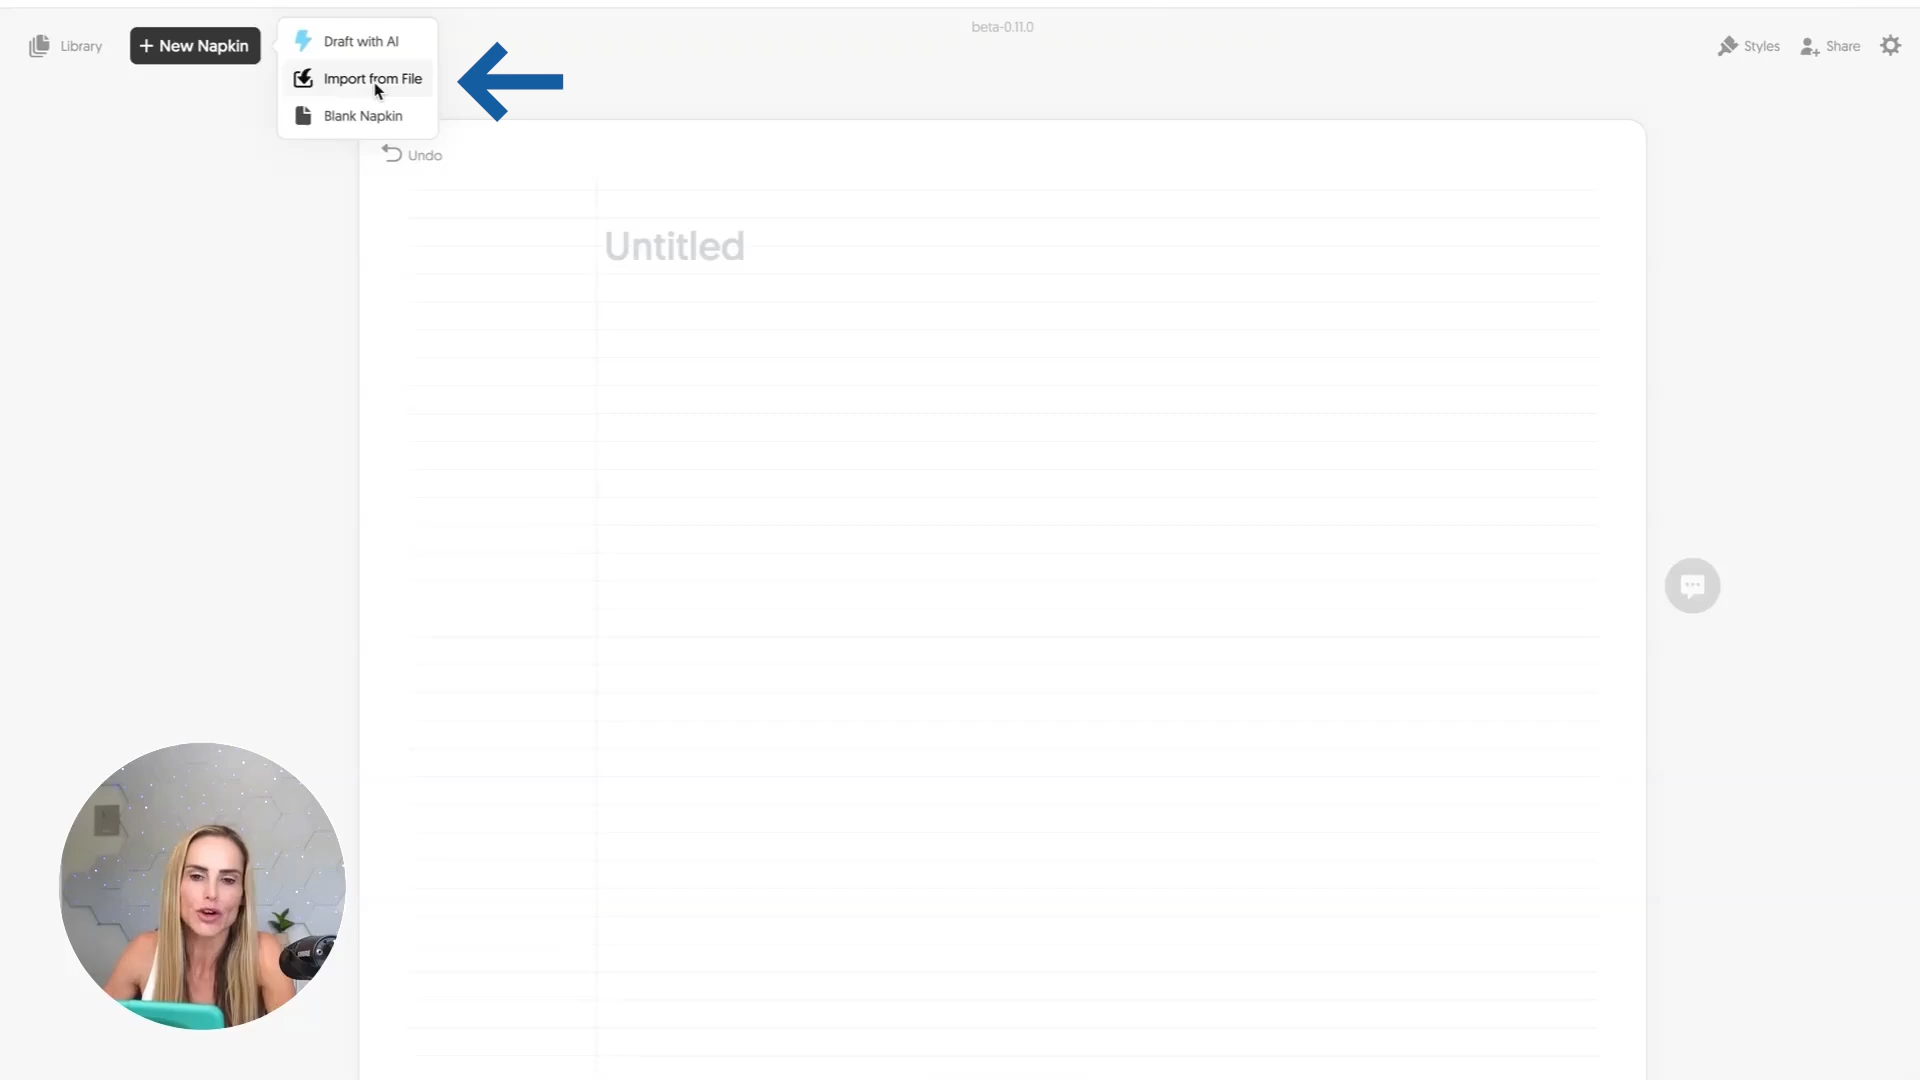 Library
+ New Napkin
Draft with AI
Import from File
Blank Napkin
beta-0.11.0
Styles
Share
Undo
Untitled